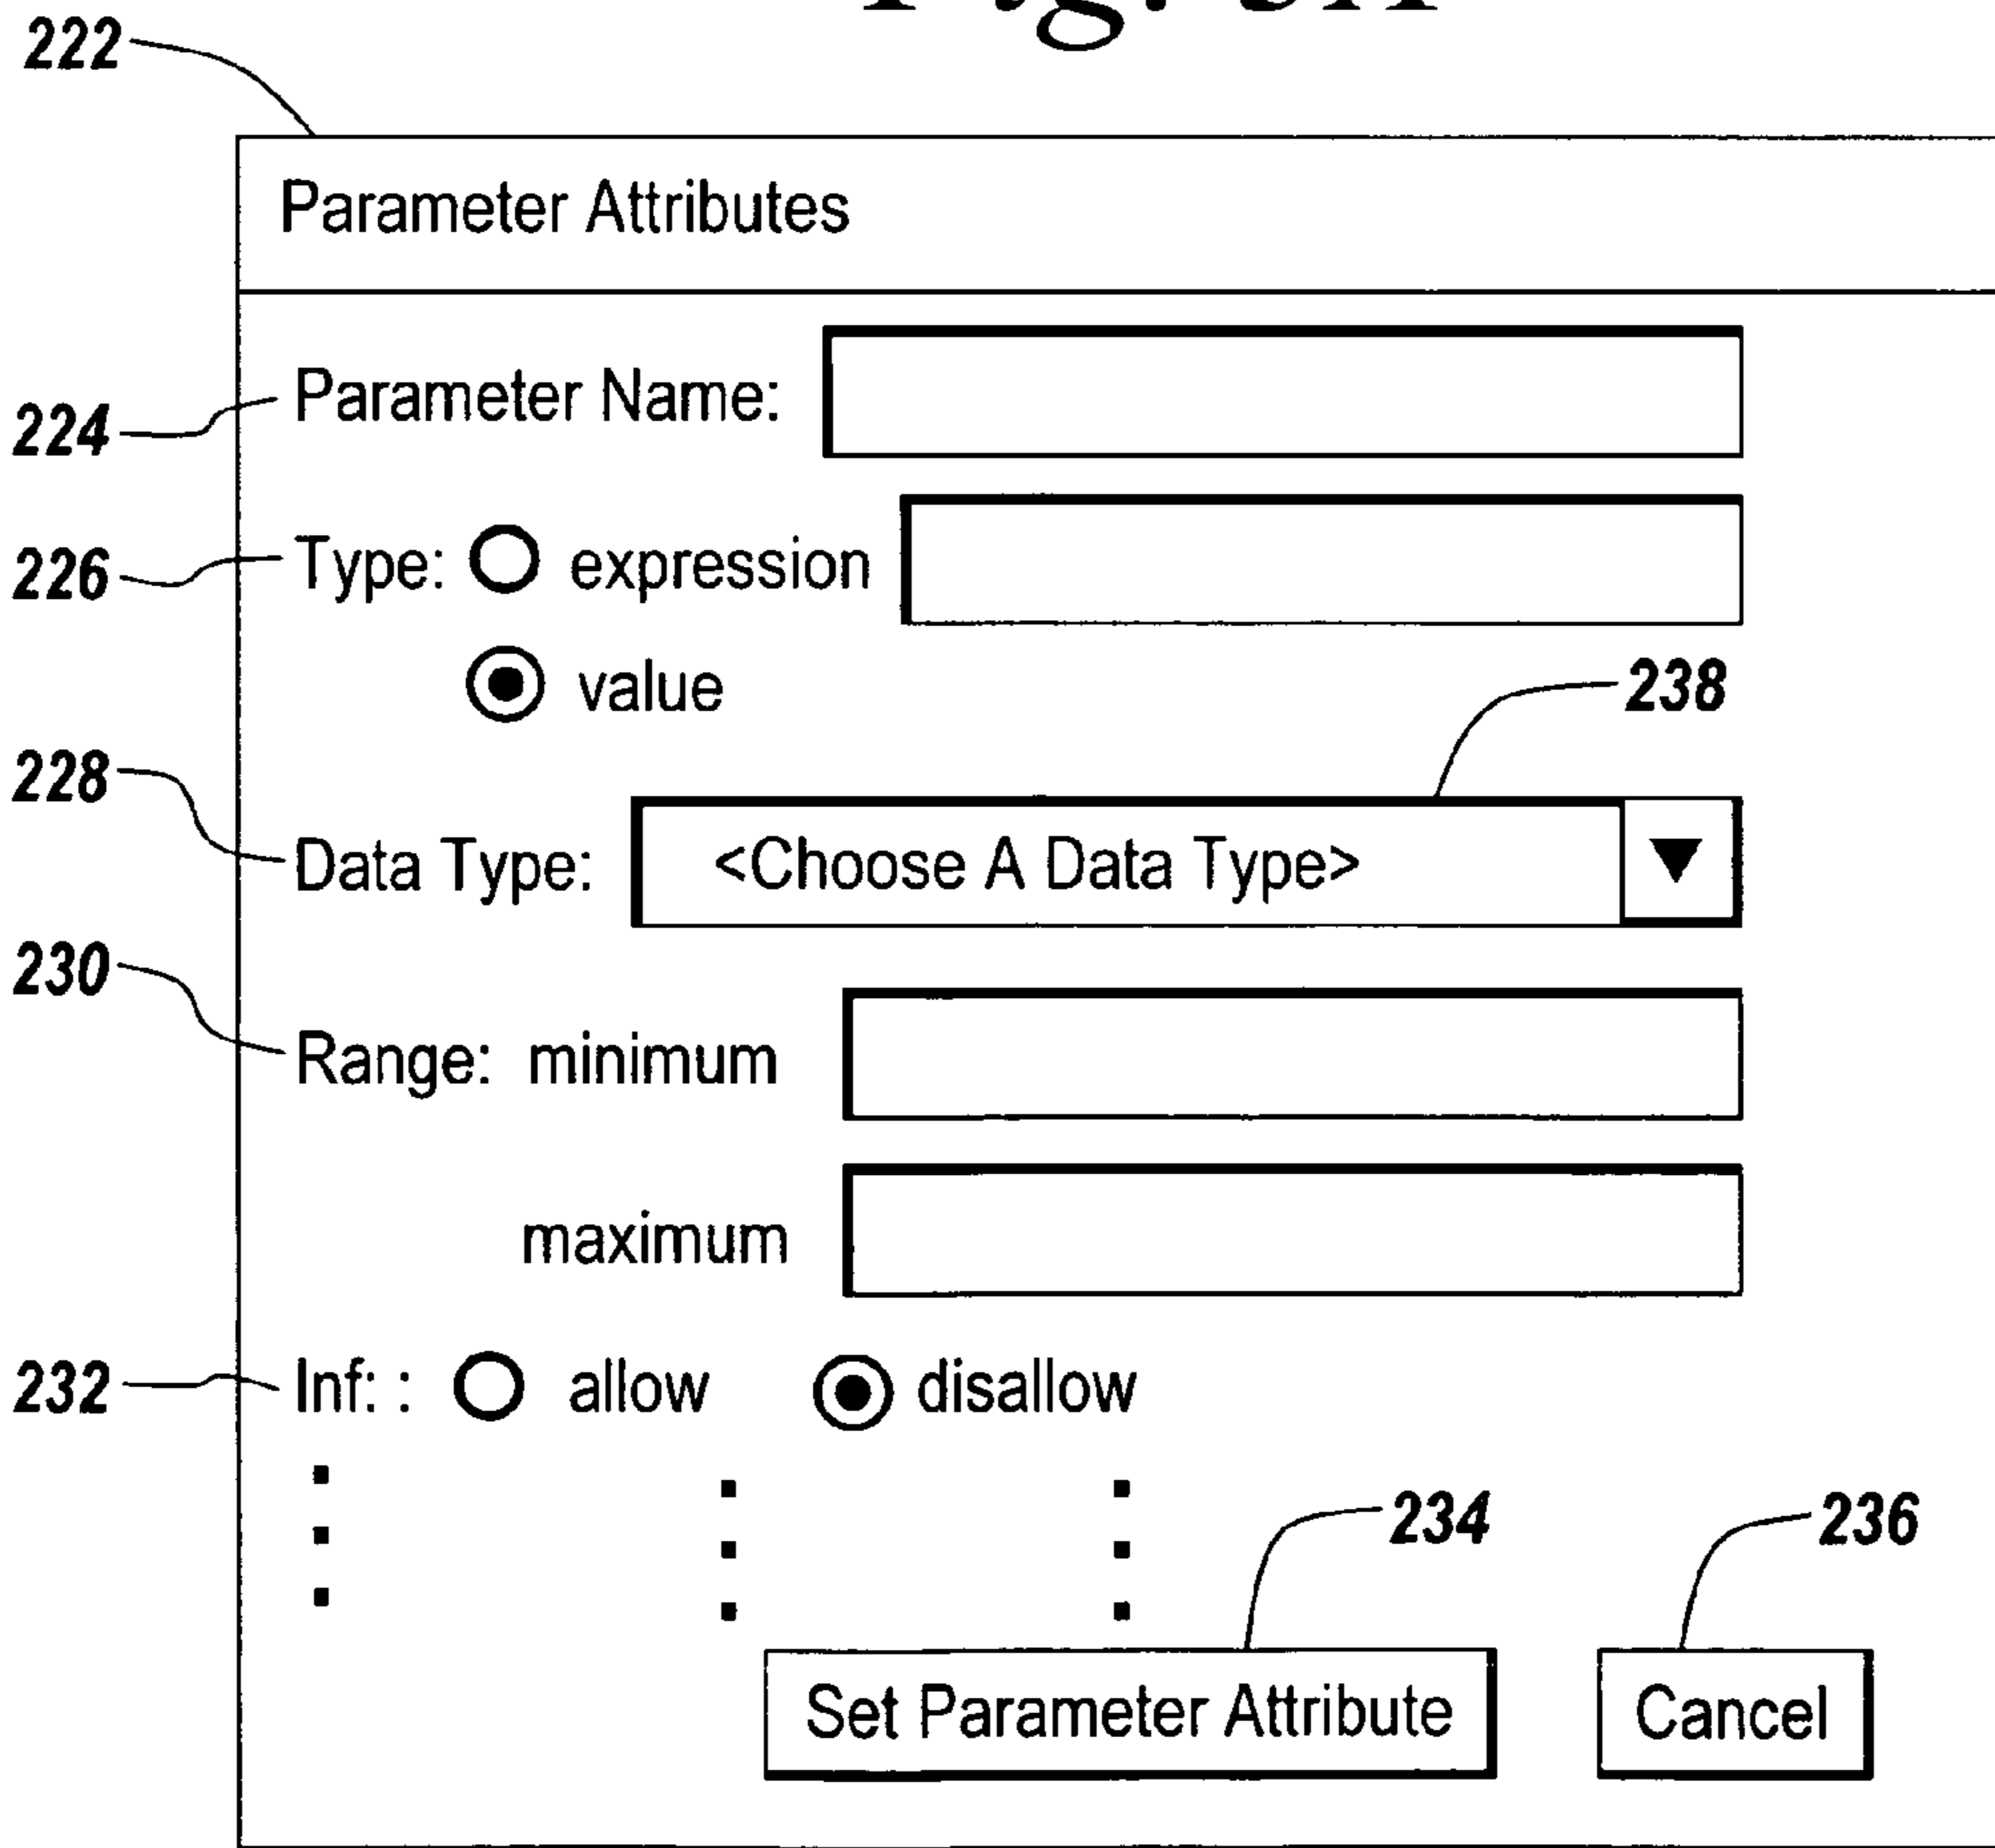 222
Parameter Attributes
224 Parameter Name:
226 Type: expression
value
238
228 Data Type: <Choose A Data Type>
230 Range: minimum
maximum
232 Inf: : allow disallow
234 236
Set Parameter Attribute Cancel